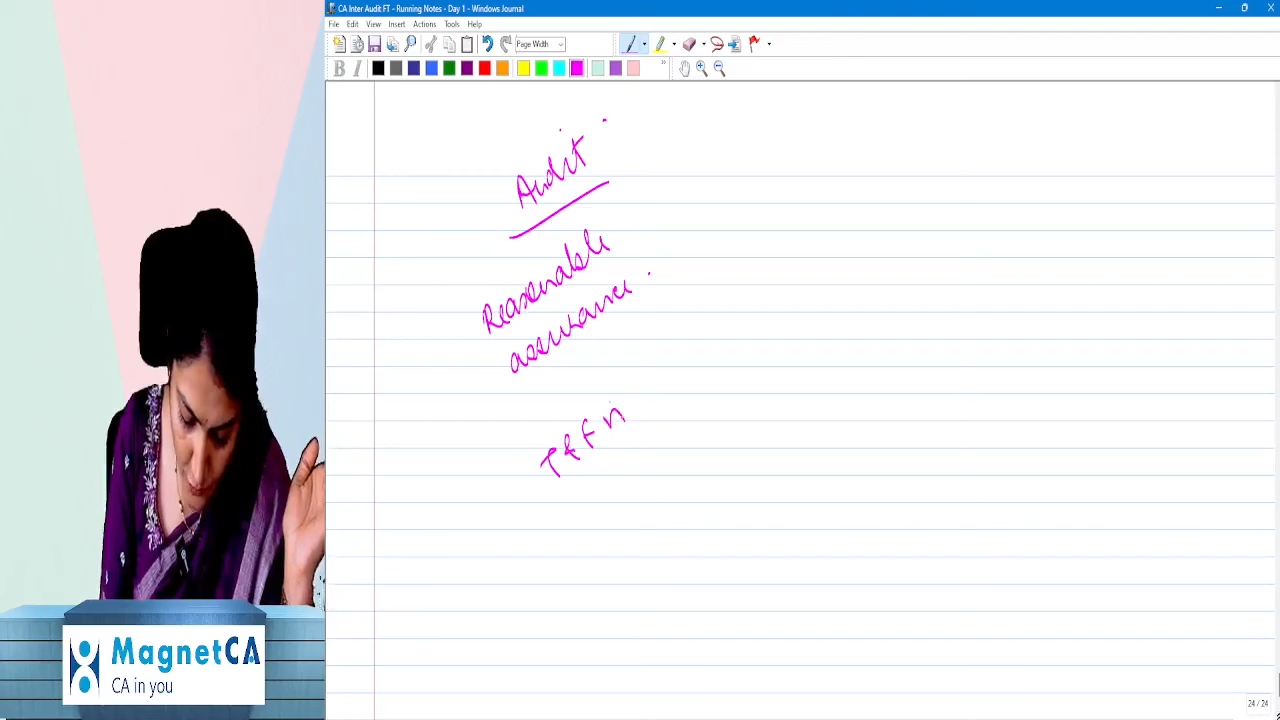 CA Inter Audit FT - Running Notes - Day 1 - Windows Journal
File Edit View Insert Actions Tools Help
Page Width
B I
Audit
Reasonable
assurance
T & F
24 / 24
MagnetCA
CA in you